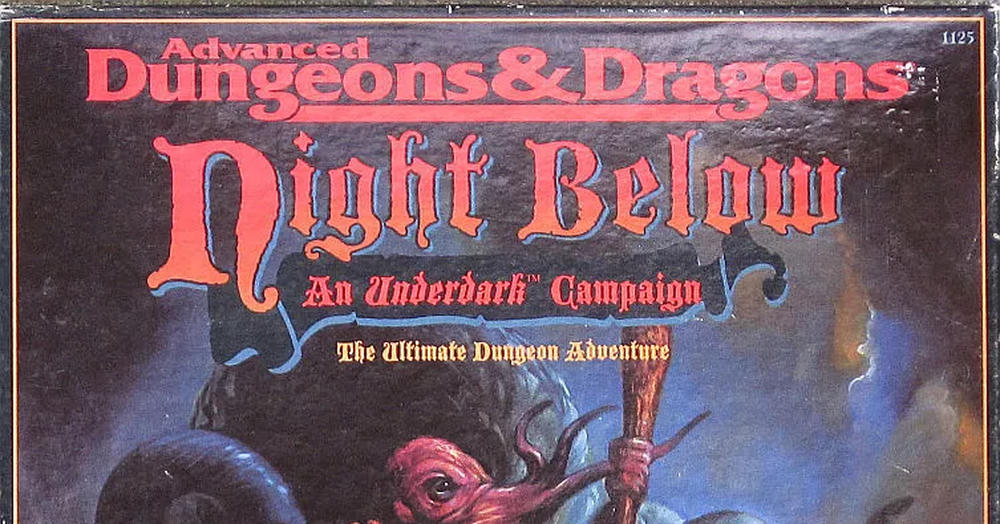 1125
Advanced
Dungeons & Dragons®
Night Below
An Underdark™ Campaign
The Ultimate Dungeon Adventure